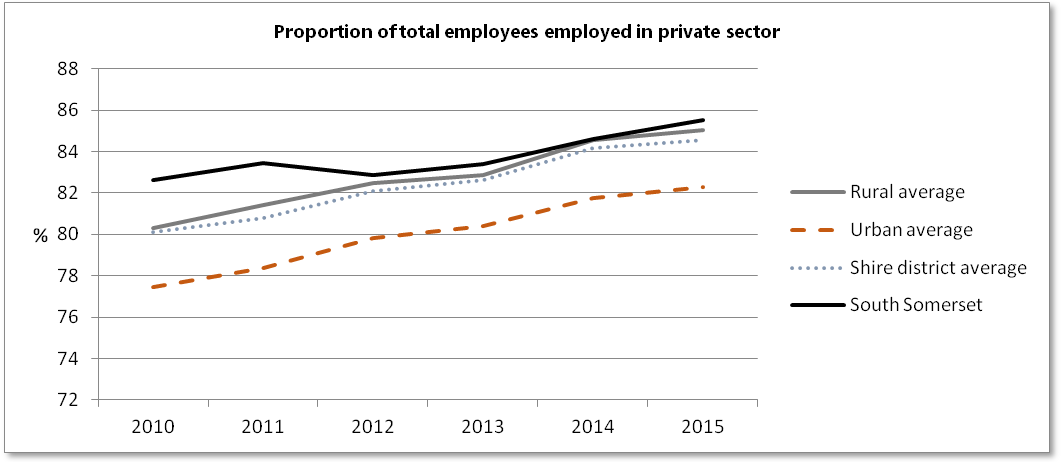 Proportion of total employees employed in private sector
88
86
84
82
80
78
76
74
72
%
2010 2011 2012 2013 2014 2015
Rural average
Urban average
Shire district average
South Somerset